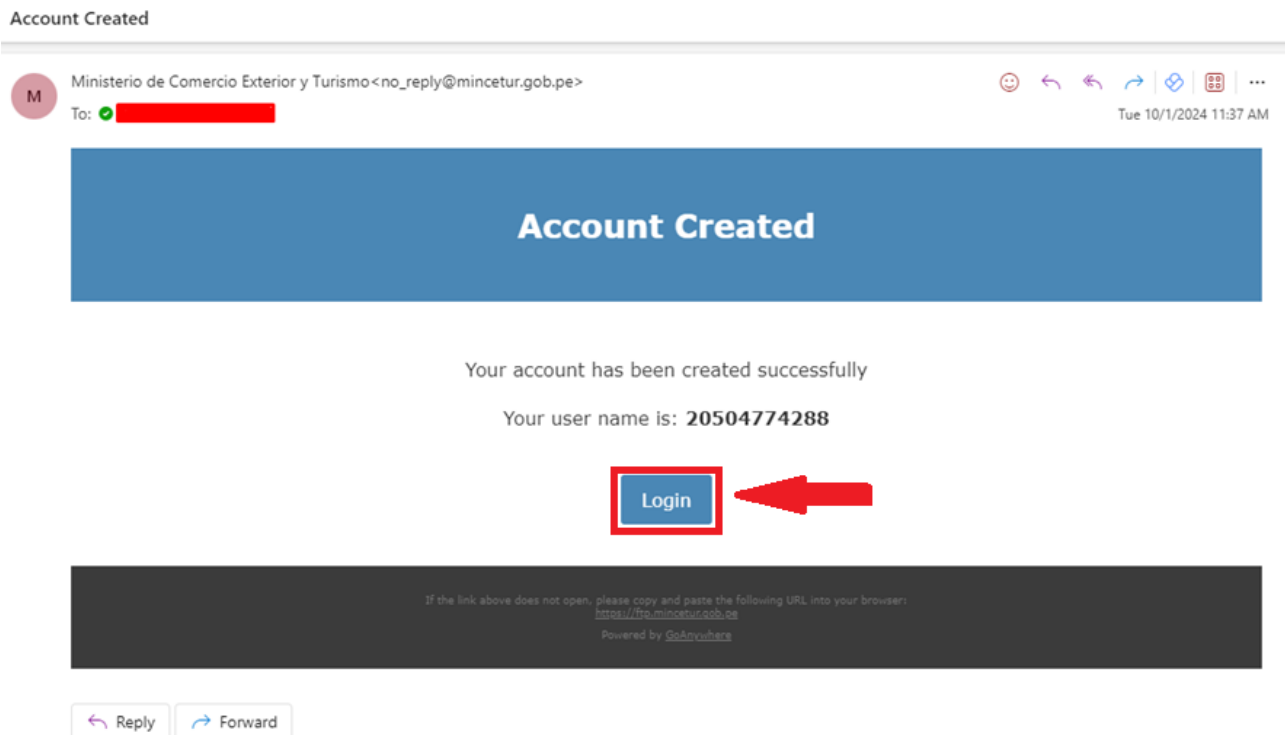 Account Created
M
Ministerio de Comercio Exterior y Turismo<no_reply@mincetur.gob.pe>
To:
Tue 10/1/2024 11:37 AM
Account Created
Your account has been created successfully
Your user name is: 20504774288
Login
If the link above does not open, please copy and paste the following URL into your browser:
https://ftp.mincetur.gob.pe
Powered by GoAnywhere
Reply
Forward